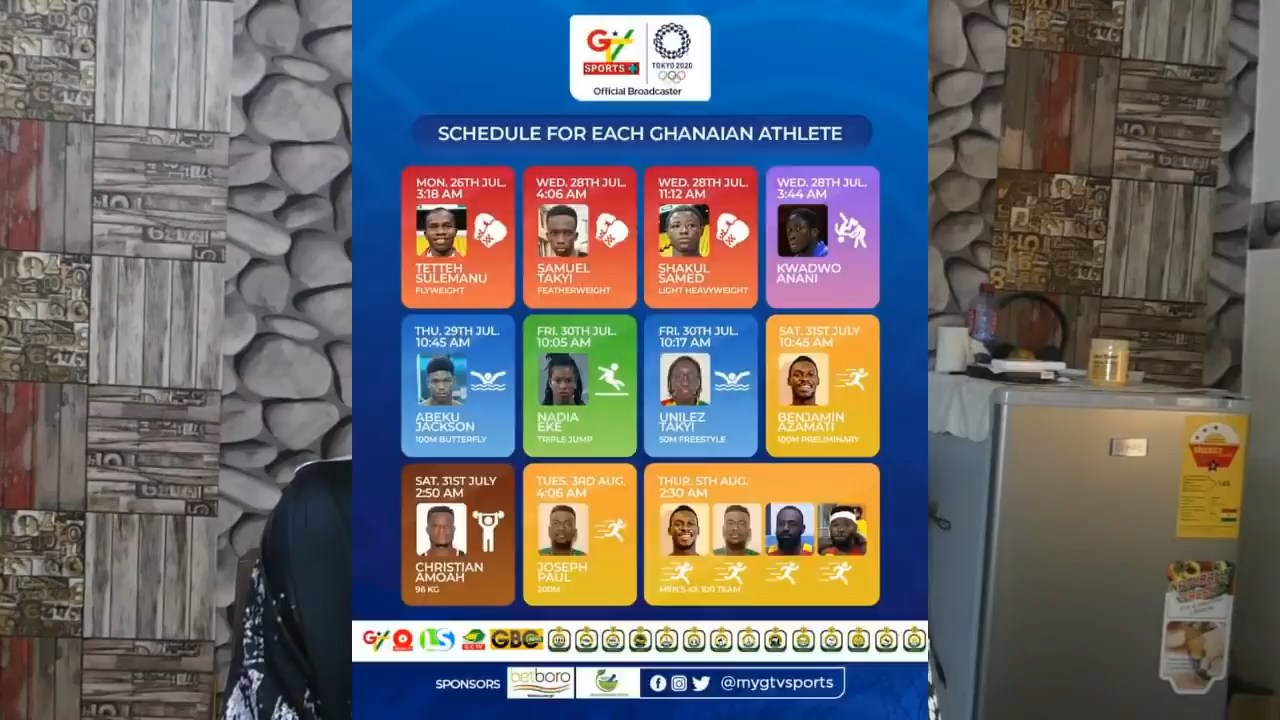 GTV
SPORTS +
TOKYO 2020
Official Broadcaster
SCHEDULE FOR EACH GHANAIAN ATHLETE
MON. 26TH JUL.
3:18 AM
TETTEH
SULEMANU
FLYWEIGHT
WED. 28TH JUL.
4:06 AM
SAMUEL
TAKYI
FEATHERWEIGHT
WED. 28TH JUL.
11:12 AM
SHAKUL
SAMED
LIGHT HEAVYWEIGHT
WED. 28TH JUL.
3:44 AM
KWADWO
ANANI
THU. 29TH JUL.
10:45 AM
ABEKU
JACKSON
100M BUTTERFLY
FRI. 30TH JUL.
10:05 AM
NADIA
EKE
TRIPLE JUMP
FRI. 30TH JUL.
10:17 AM
UNILEZ
TAKYI
50M FREESTYLE
SAT. 31ST JULY
10:45 AM
BENJAMIN
AZAMATI
100M PRELIMINARY
SAT. 31ST JULY
2:50 AM
CHRISTIAN
AMOAH
96 KG
TUES. 3RD AUG.
4:06 AM
JOSEPH
PAUL
200M
THUR. 5TH AUG.
2:30 AM
MEN'S 4X 100 TEAM
GTV
LS
GBC
SPONSORS
betboro
@mygtvsports